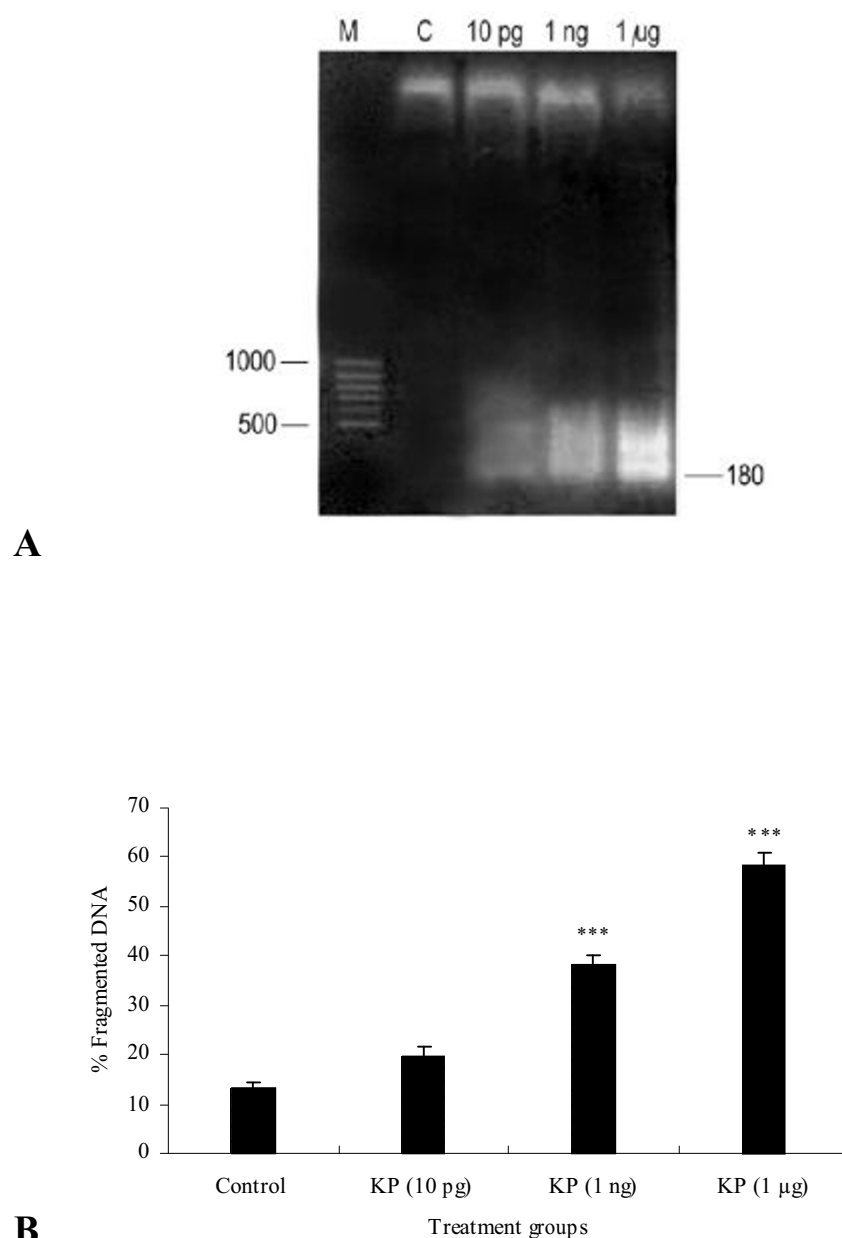 M C 10 pg 1 ng 1 µg
1000
500
180
A
70
60
50
40
30
20
10
0
% Fragmented DNA
***
***
Control KP (10 pg) KP (1 ng) KP (1 µg)
Treatment groups
B